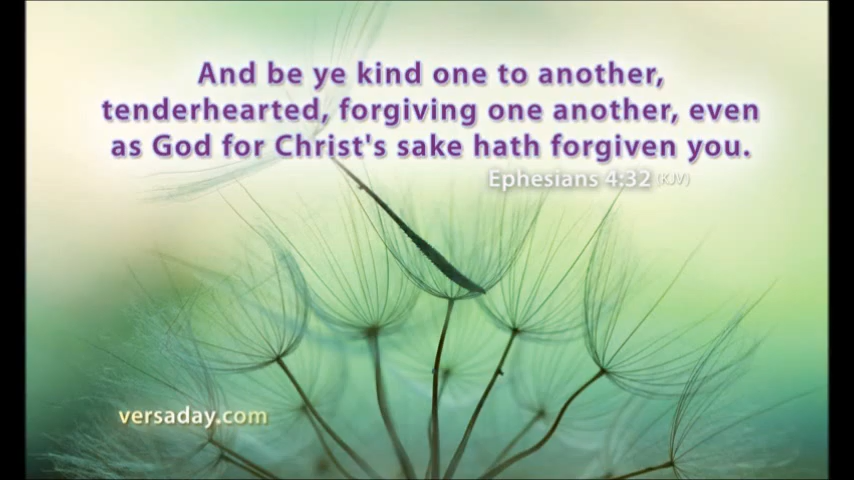 And be ye kind one to another,
tenderhearted, forgiving one another, even
as God for Christ's sake hath forgiven you.
Ephesians 4:32 (KJV)
versaday.com